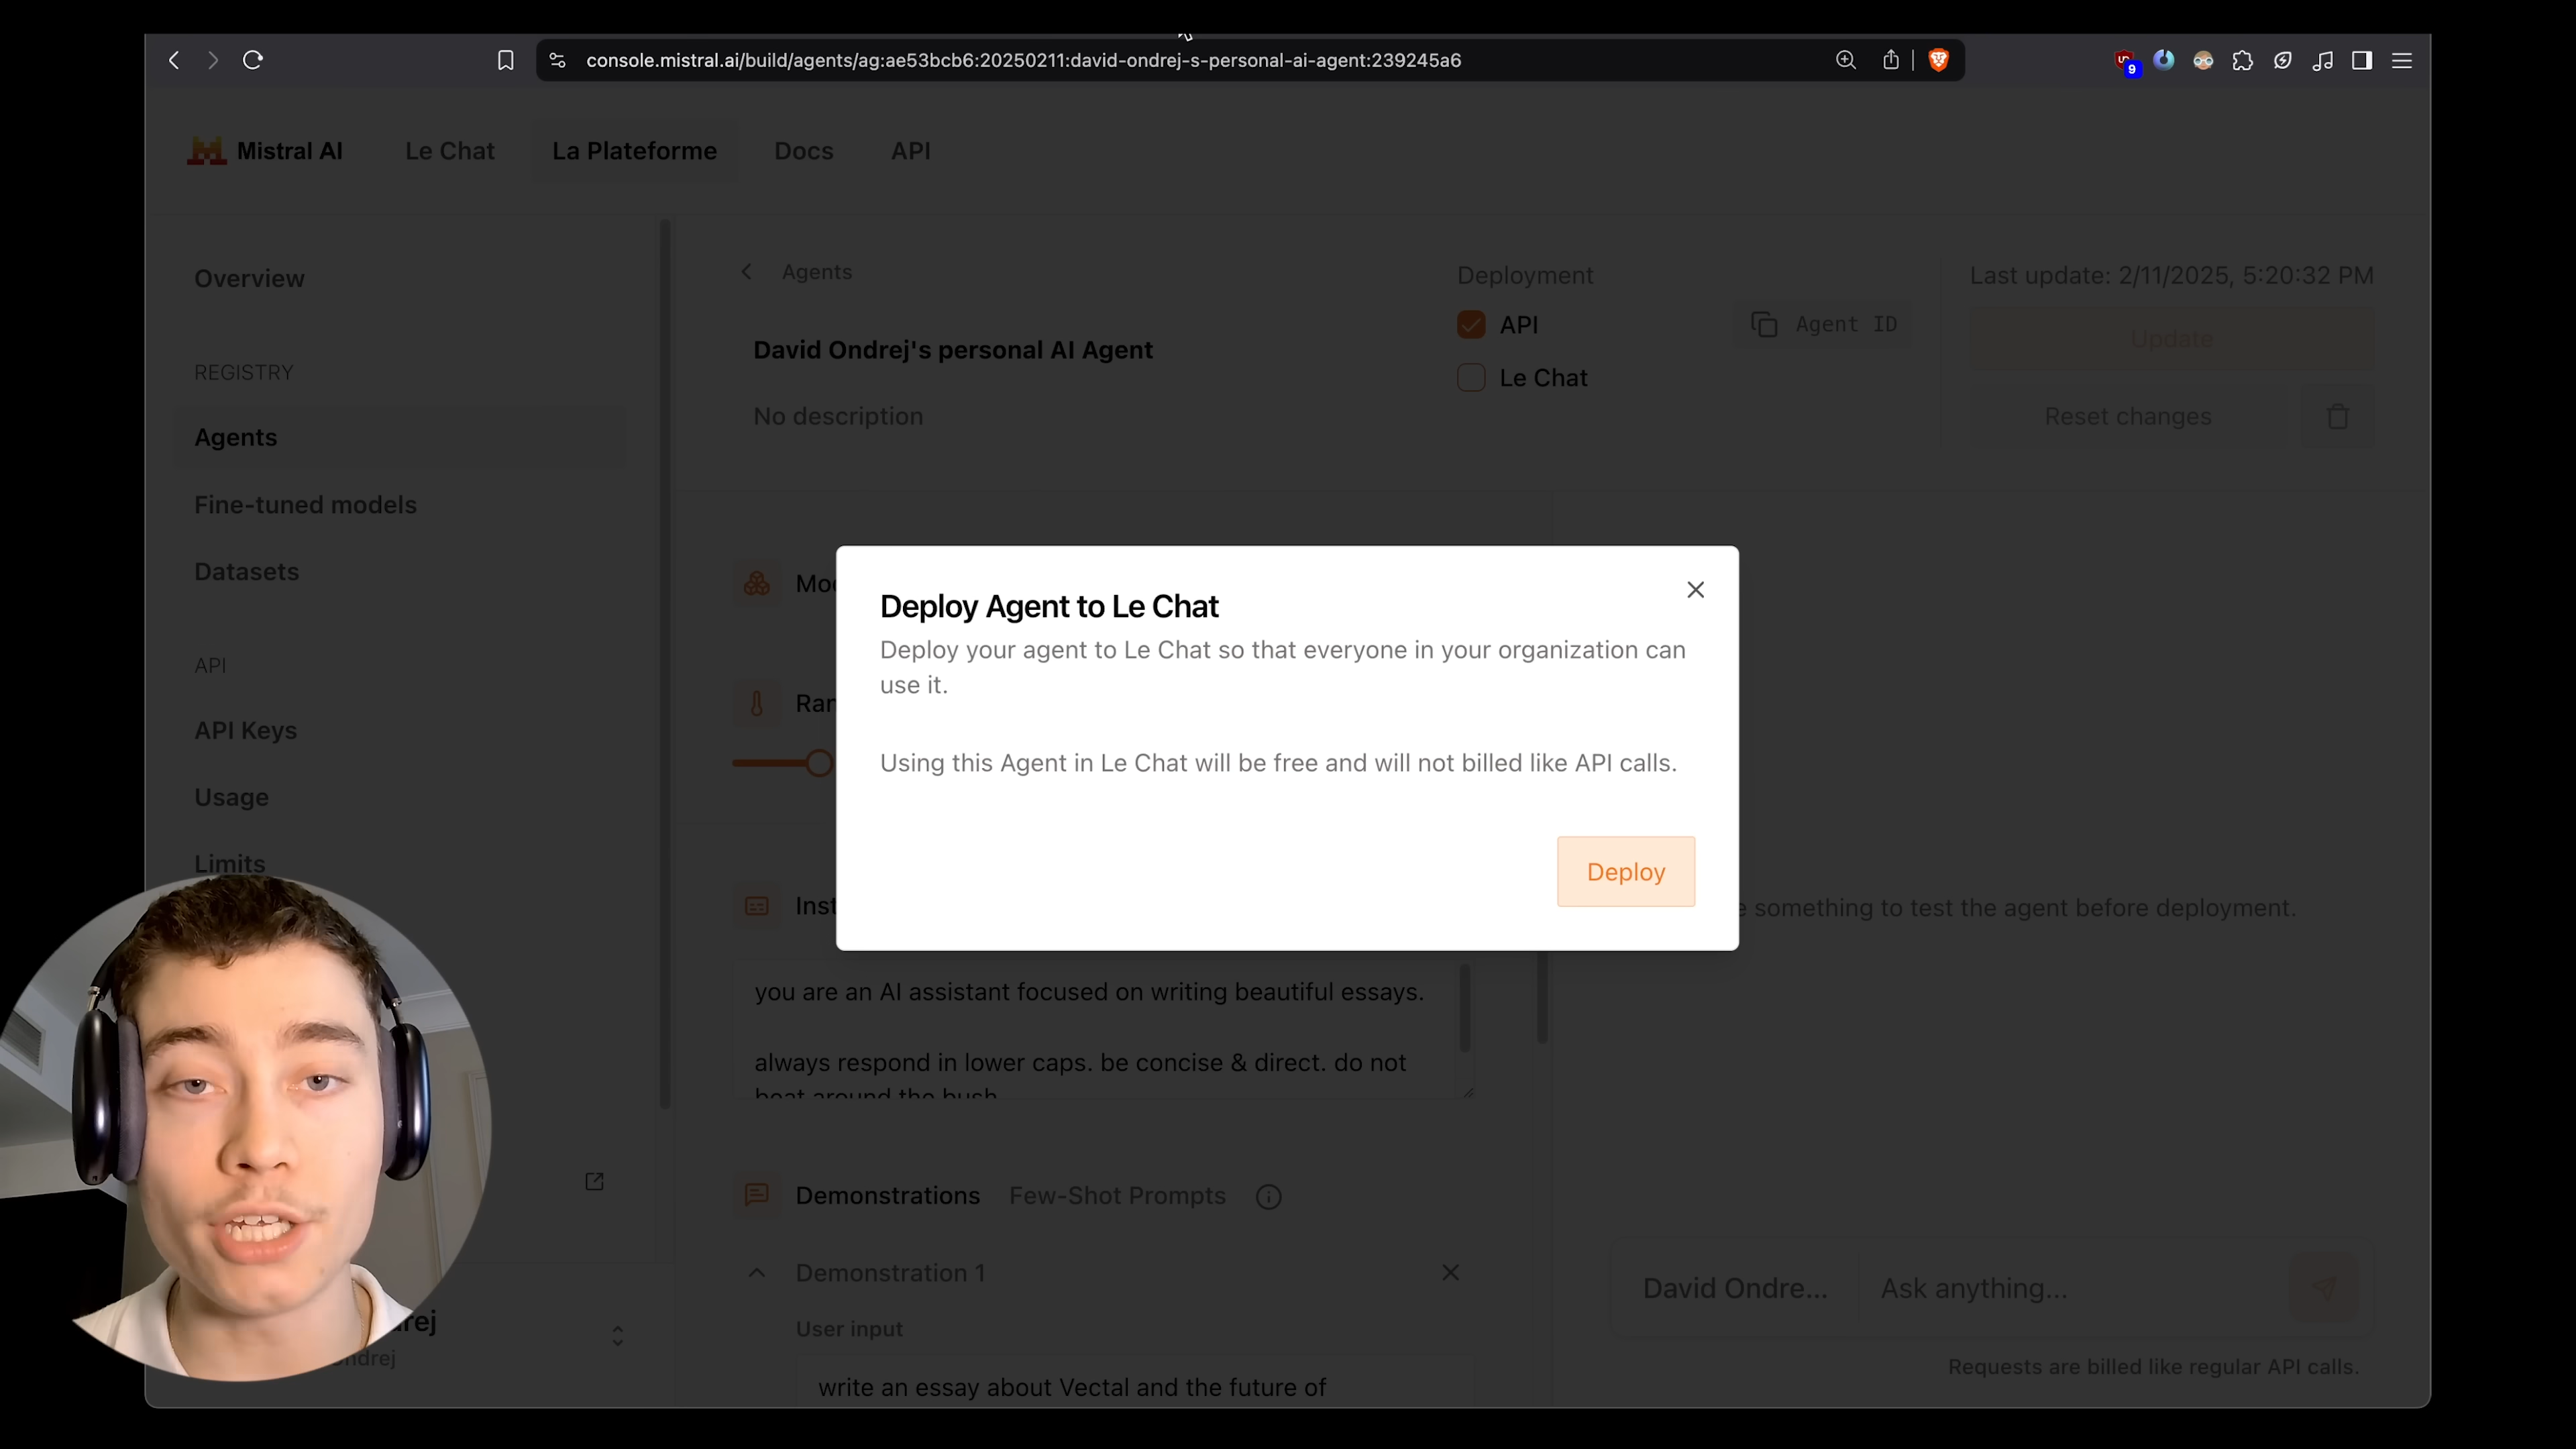 console.mistral.ai/build/agents/ag:ae53bcb6:20250211:david-ondrej-s-personal-ai-agent:239245a6
9
Mistral AI
Le Chat
La Plateforme
Docs
API
Overview
REGISTRY
Agents
Fine-tuned models
Datasets
API
API Keys
Usage
Limits
rej
ondrej
Agents
David Ondrej's personal AI Agent
No description
Deployment
API
Le Chat
Agent ID
Last update: 2/11/2025, 5:20:32 PM
Update
Reset changes
Deploy Agent to Le Chat
Deploy your agent to Le Chat so that everyone in your organization can
use it.
Using this Agent in Le Chat will be free and will not billed like API calls.
Deploy
you are an AI assistant focused on writing beautiful essays.
always respond in lower caps. be concise & direct. do not
beat around the bush
Demonstrations
Few-Shot Prompts
Demonstration 1
User input
write an essay about Vectal and the future of
something to test the agent before deployment.
David Ondre...
Ask anything...
Requests are billed like regular API calls.